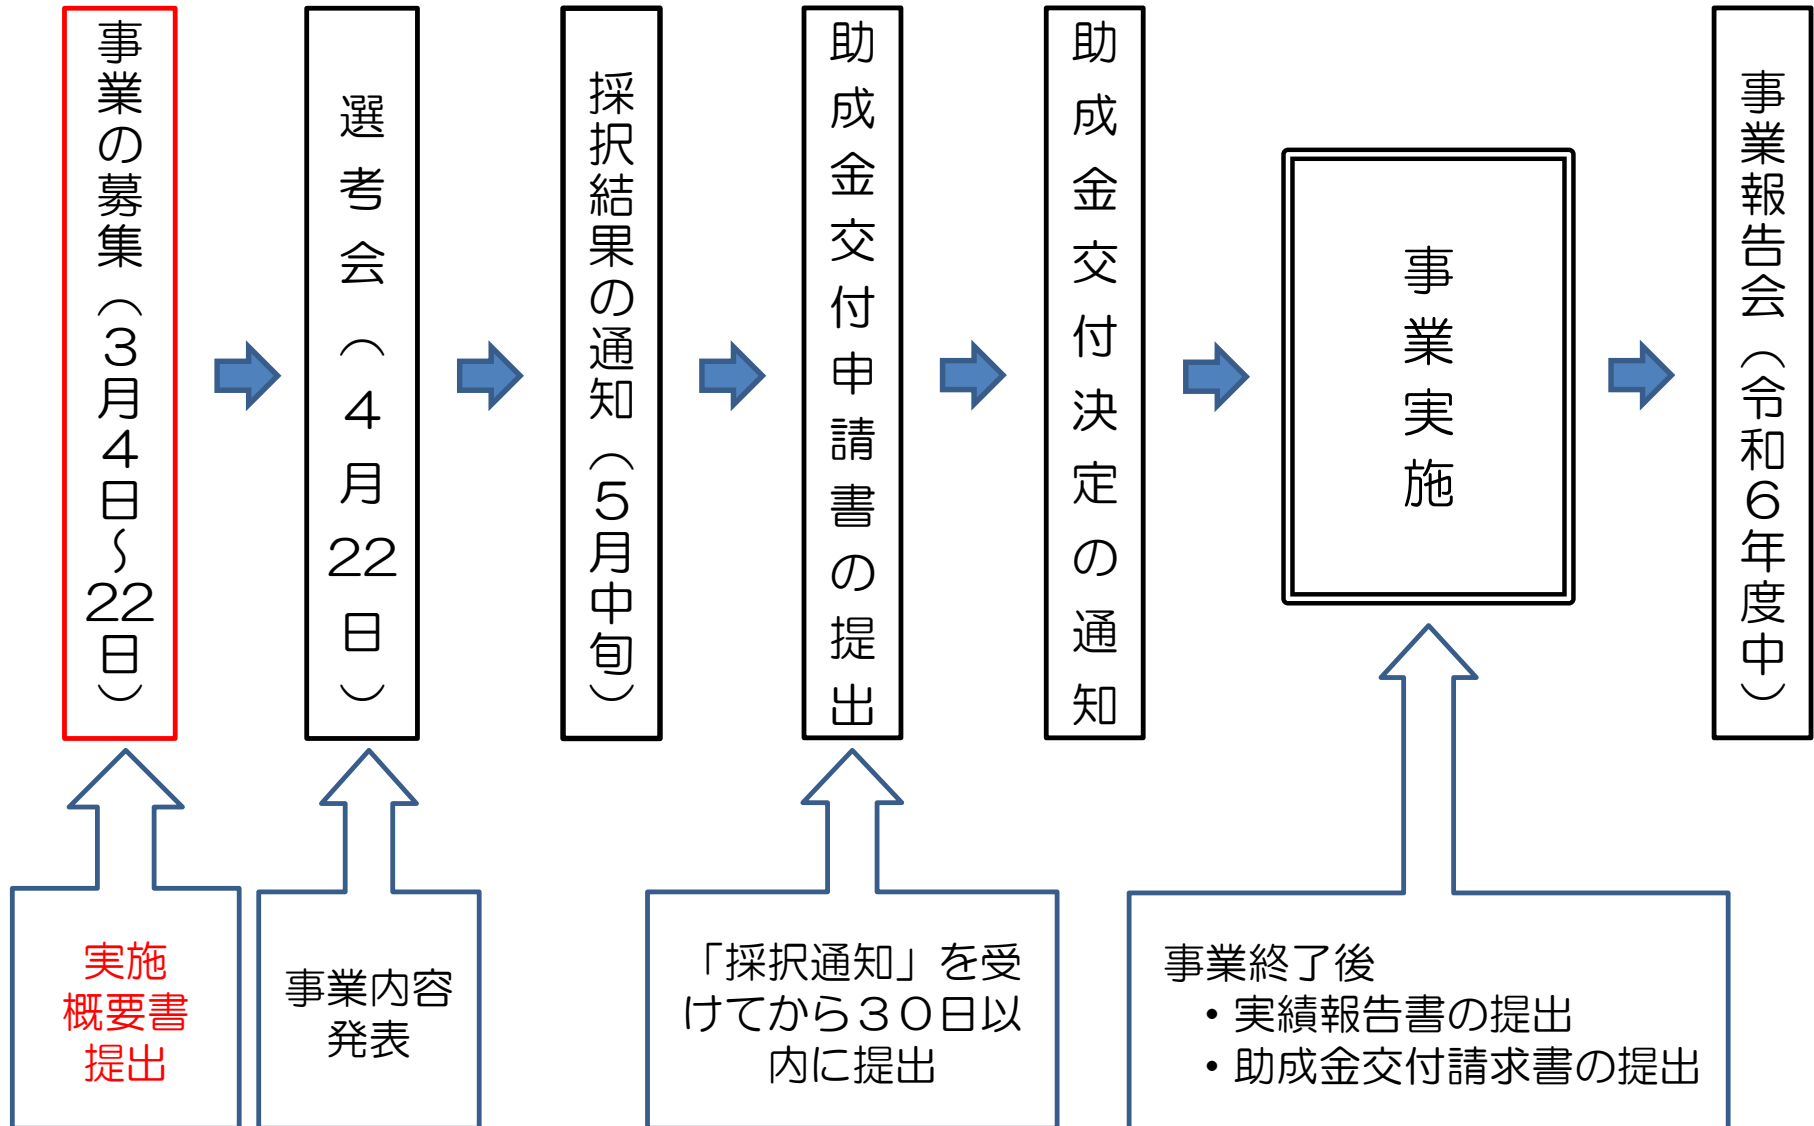 事業の募集（３月４日～22日）
選考会（４月22日）
採択結果の通知（５月中旬）
助成金交付申請書の提出
助成金交付決定の通知
事業実施
事業報告会（令和６年度中）
実施
概要書
提出
事業内容
発表
「採択通知」を受
けてから３０日以
内に提出
事業終了後
・実績報告書の提出
・助成金交付請求書の提出